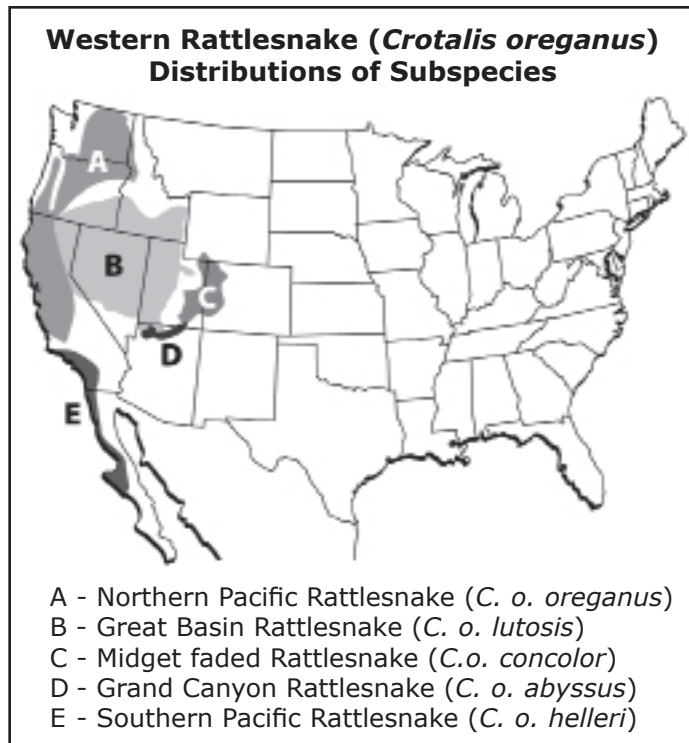 Western Rattlesnake (Crotalis oreganus)
Distributions of Subspecies
A
B
C
D
E
A - Northern Pacific Rattlesnake (C. o. oreganus)
B - Great Basin Rattlesnake (C. o. lutosis)
C - Midget faded Rattlesnake (C.o. concolor)
D - Grand Canyon Rattlesnake (C. o. abyssus)
E - Southern Pacific Rattlesnake (C. o. helleri)